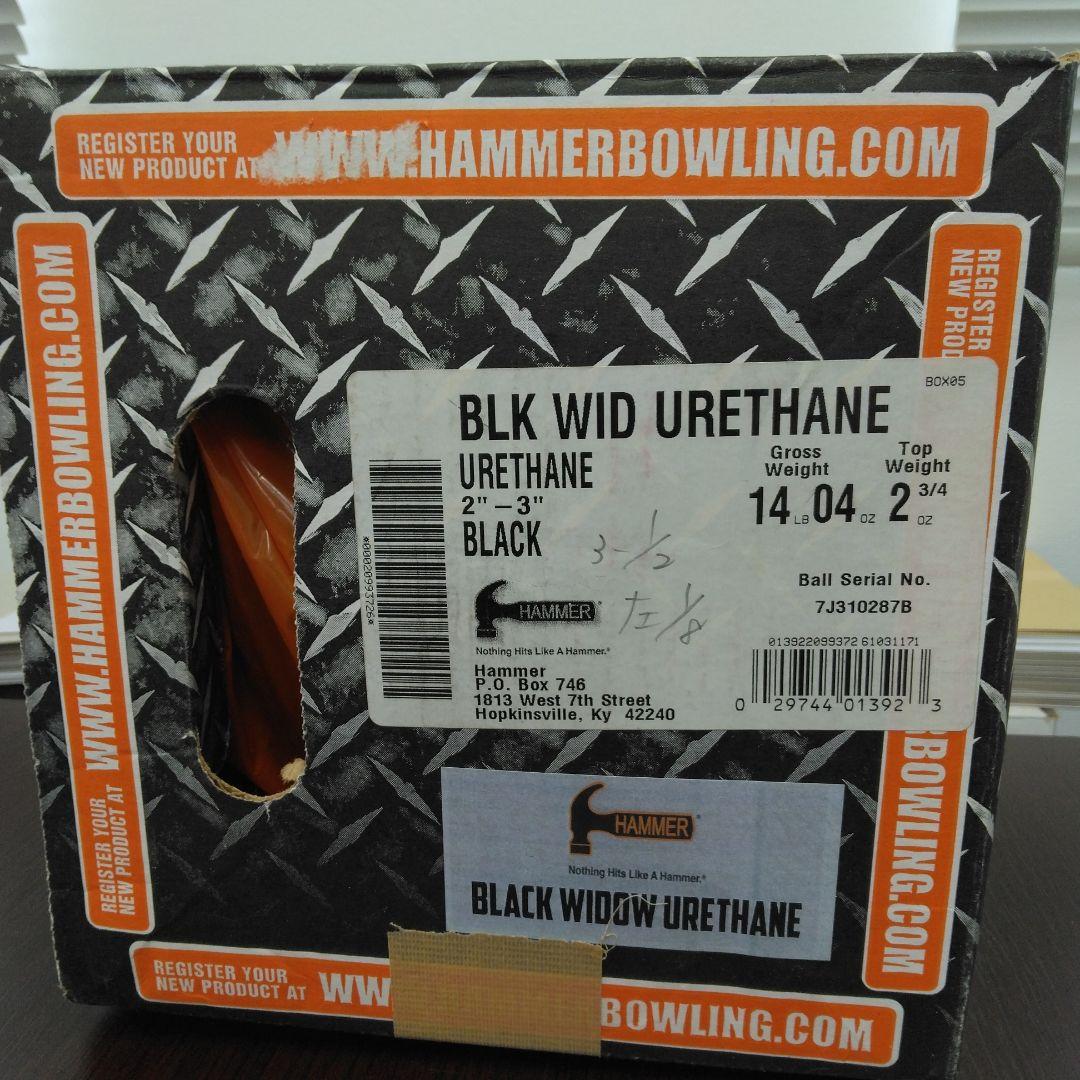 REGISTER YOUR
NEW PRODUCT AT WWW.HAMMERBOWLING.COM
REGISTER YOUR
NEW PRODUCT AT WWW.HAMMERBOWLING.COM
REGISTER
NEW PROD
BOX05
BLK WID URETHANE
URETHANE
2" – 3"
BLACK
Gross
Weight
14 LB 04 OZ
Top
Weight
2 3/4 OZ
3-1/2
*00020993726*
HAMMER
Nothing Hits Like A Hammer.®
Hammer
P.O. Box 746
1813 West 7th Street
Hopkinsville, Ky 42240
Ball Serial No.
7J310287B
013922099372 61031171
0 29744 01392 3
BOWLING.COM
HAMMER®
Nothing Hits Like A Hammer.®
BLACK WIDOW URETHANE
REGISTER YOUR
NEW PRODUCT AT WW
BOWLING.COM